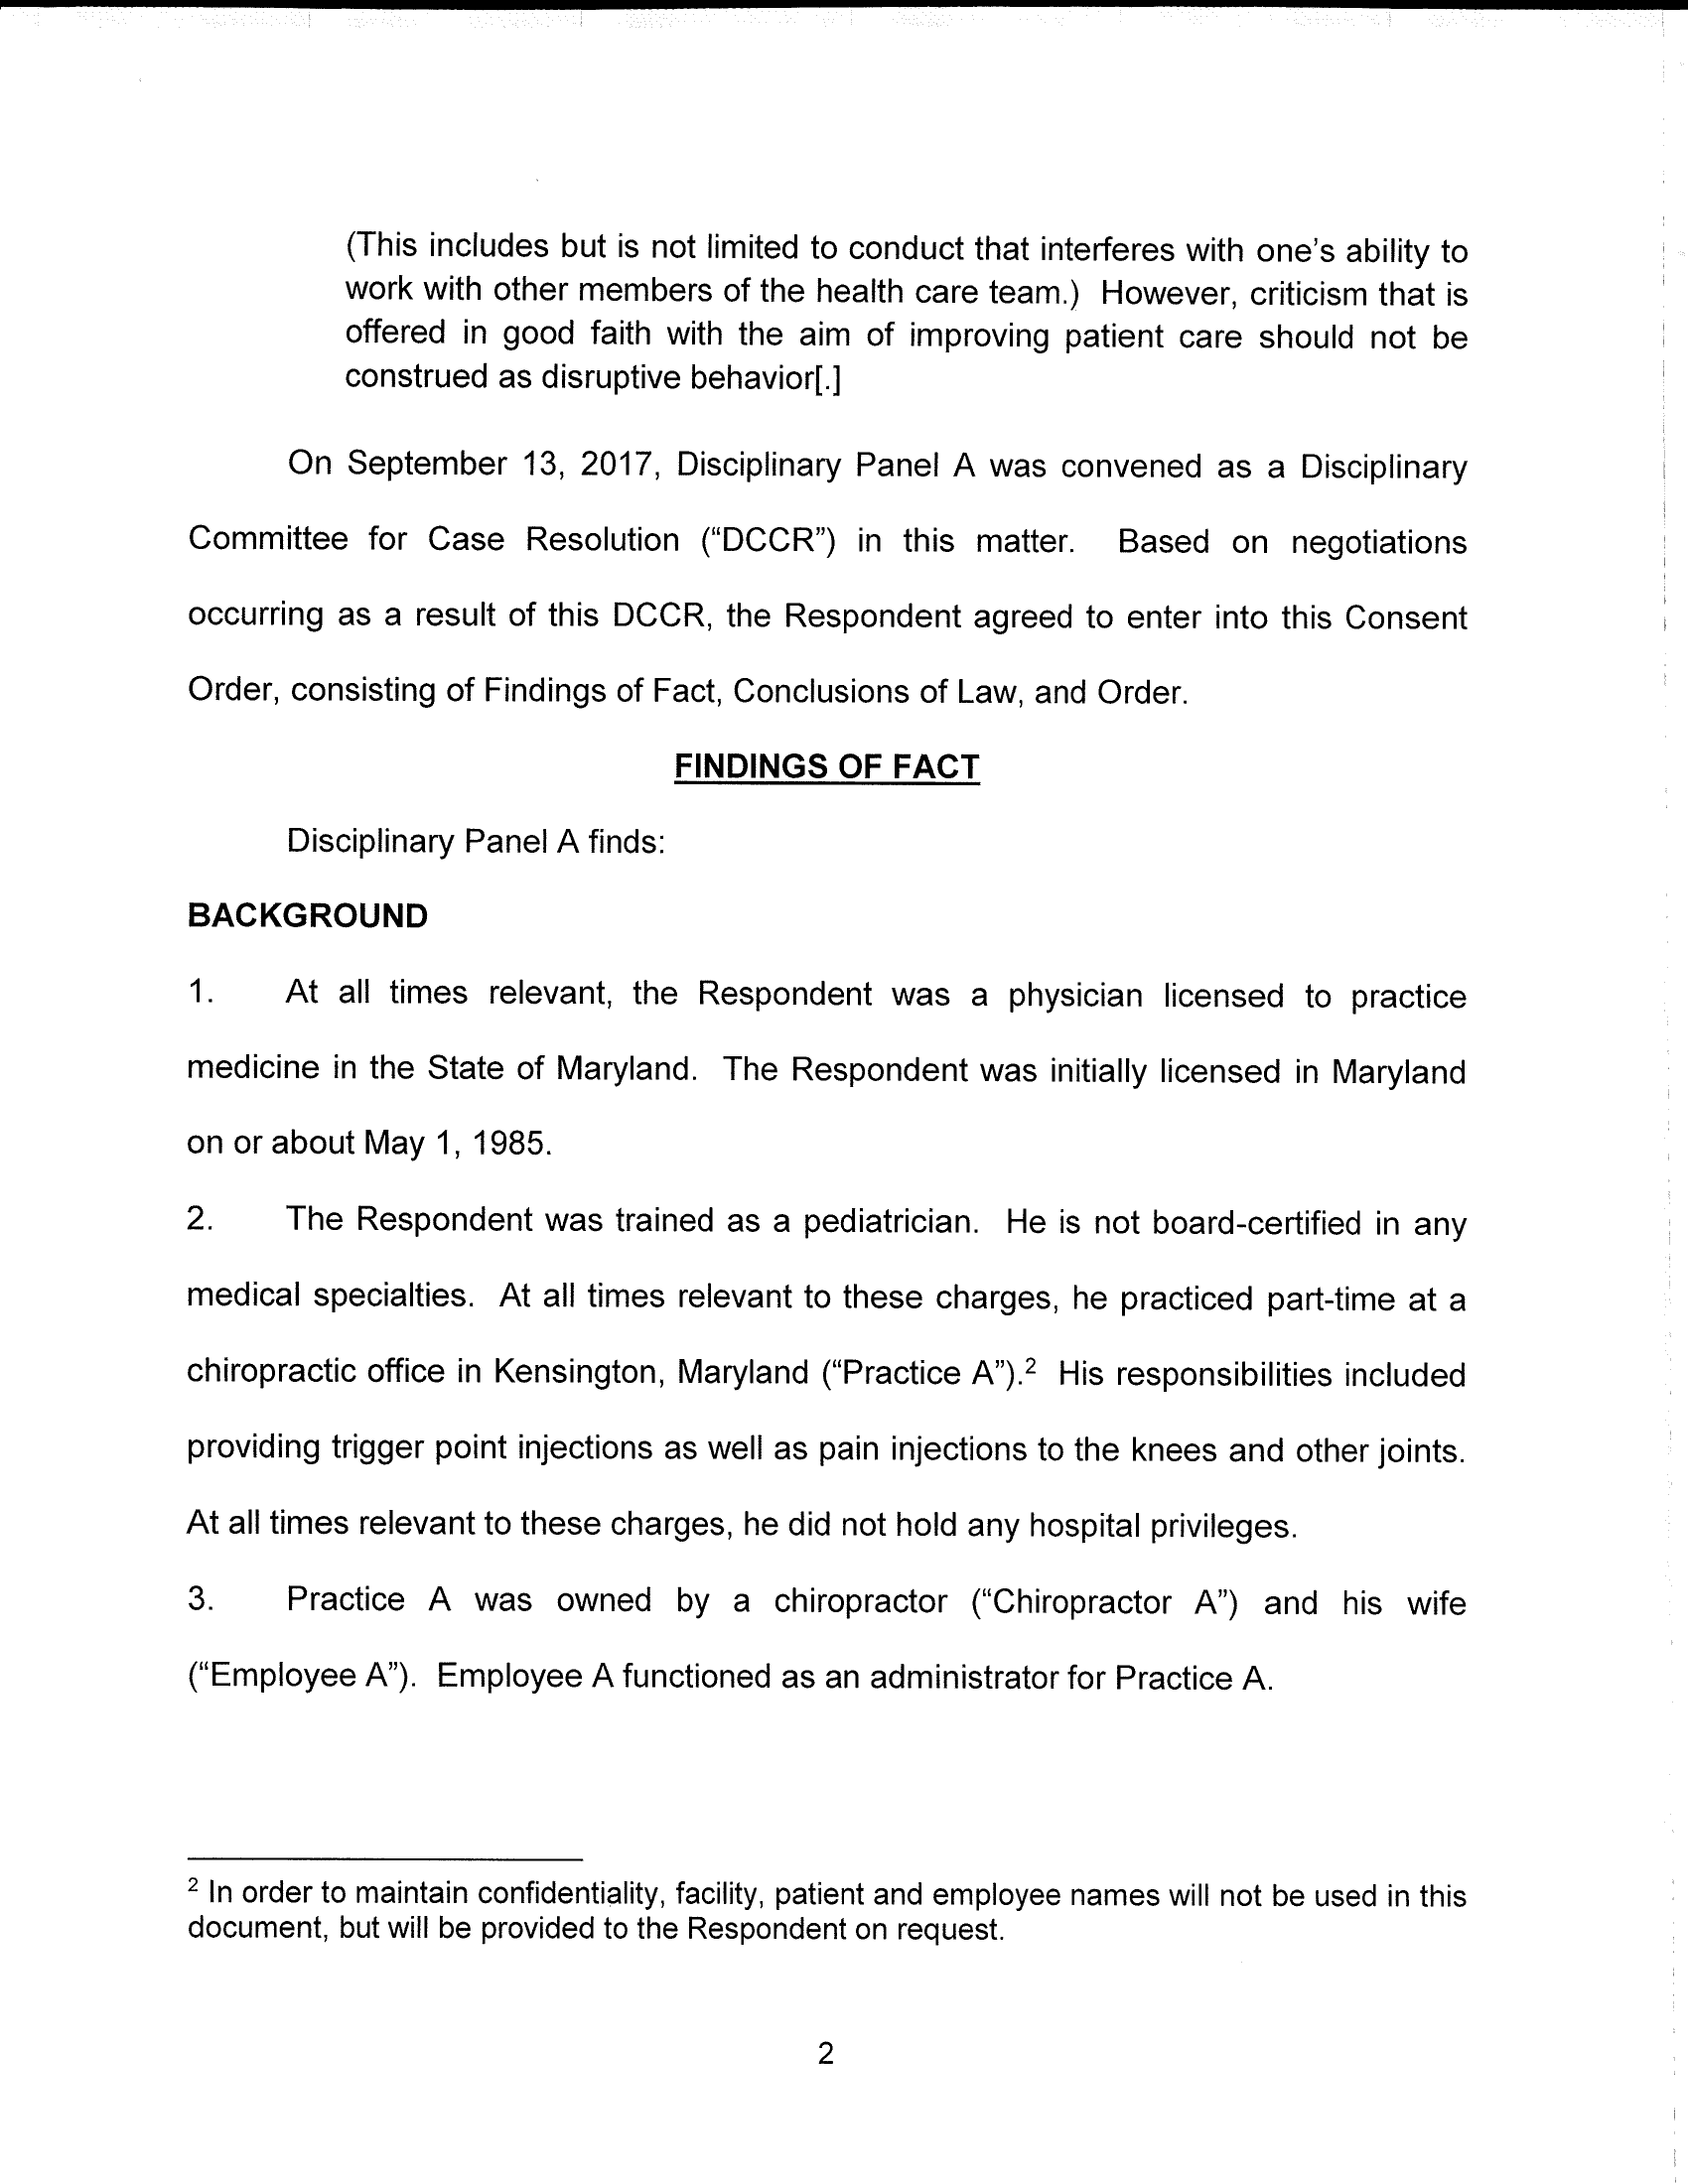 (This includes but is not limited to conduct that interferes with one's ability to
work with other members of the health care team.) However, criticism that is
offered in good faith with the aim of improving patient care should not be
construed as disruptive behavior[.]
On September 13, 2017, Disciplinary Panel A was convened as a Disciplinary
Committee for Case Resolution (“DCCR”) in this matter. Based on negotiations
occurring as a result of this DCCR, the Respondent agreed to enter into this Consent
Order, consisting of Findings of Fact, Conclusions of Law, and Order.
FINDINGS OF FACT
Disciplinary Panel A finds:
BACKGROUND
1. At all times relevant, the Respondent was a physician licensed to practice
medicine in the State of Maryland. The Respondent was initially licensed in Maryland
on or about May 1, 1985.
2. The Respondent was trained as a pediatrician. He is not board-certified in any
medical specialties. At all times relevant to these charges, he practiced part-time at a
chiropractic office in Kensington, Maryland (“Practice A”).² His responsibilities included
providing trigger point injections as well as pain injections to the knees and other joints.
At all times relevant to these charges, he did not hold any hospital privileges.
3. Practice A was owned by a chiropractor (“Chiropractor A”) and his wife
(“Employee A”). Employee A functioned as an administrator for Practice A.
² In order to maintain confidentiality, facility, patient and employee names will not be used in this
document, but will be provided to the Respondent on request.
2